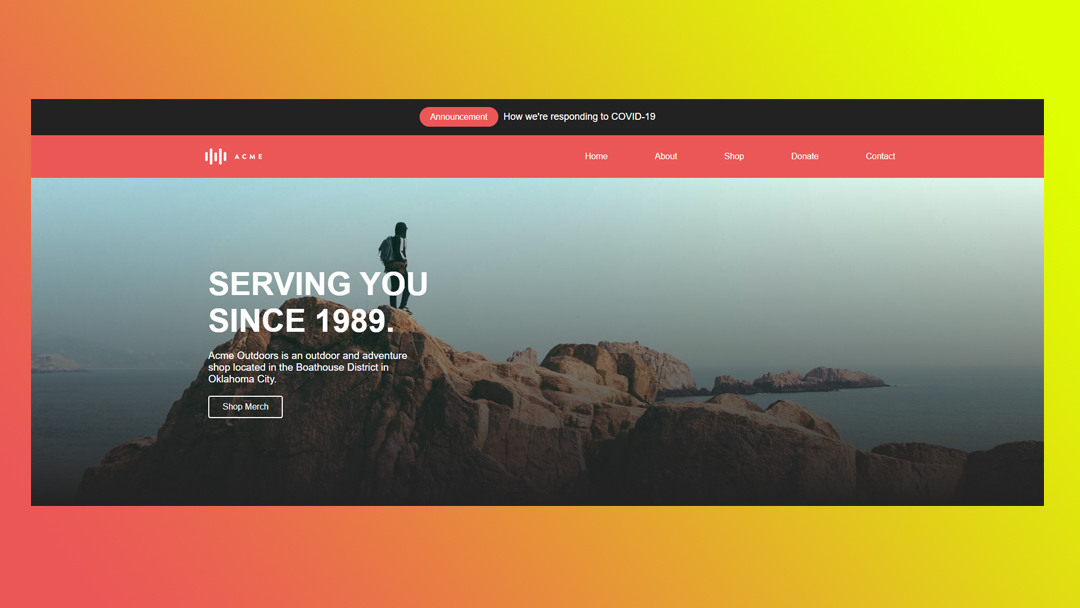 Announcement How we're responding to COVID-19
ACME Home About Shop Donate Contact
SERVING YOU
SINCE 1989.
Acme Outdoors is an outdoor and adventure
shop located in the Boathouse District in
Oklahoma City.
Shop Merch